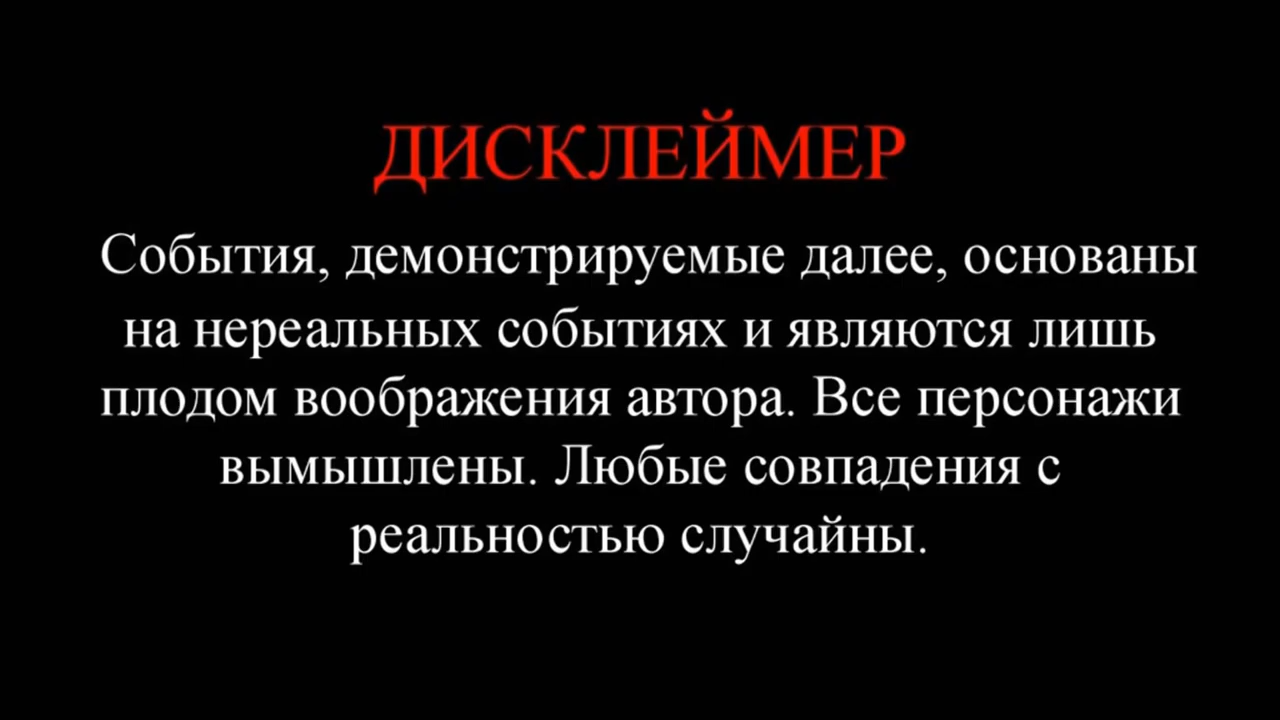 ДИСКЛЕЙМЕР
События, демонстрируемые далее, основаны
на нереальных событиях и являются лишь
плодом воображения автора. Все персонажи
вымышлены. Любые совпадения с
реальностью случайны.